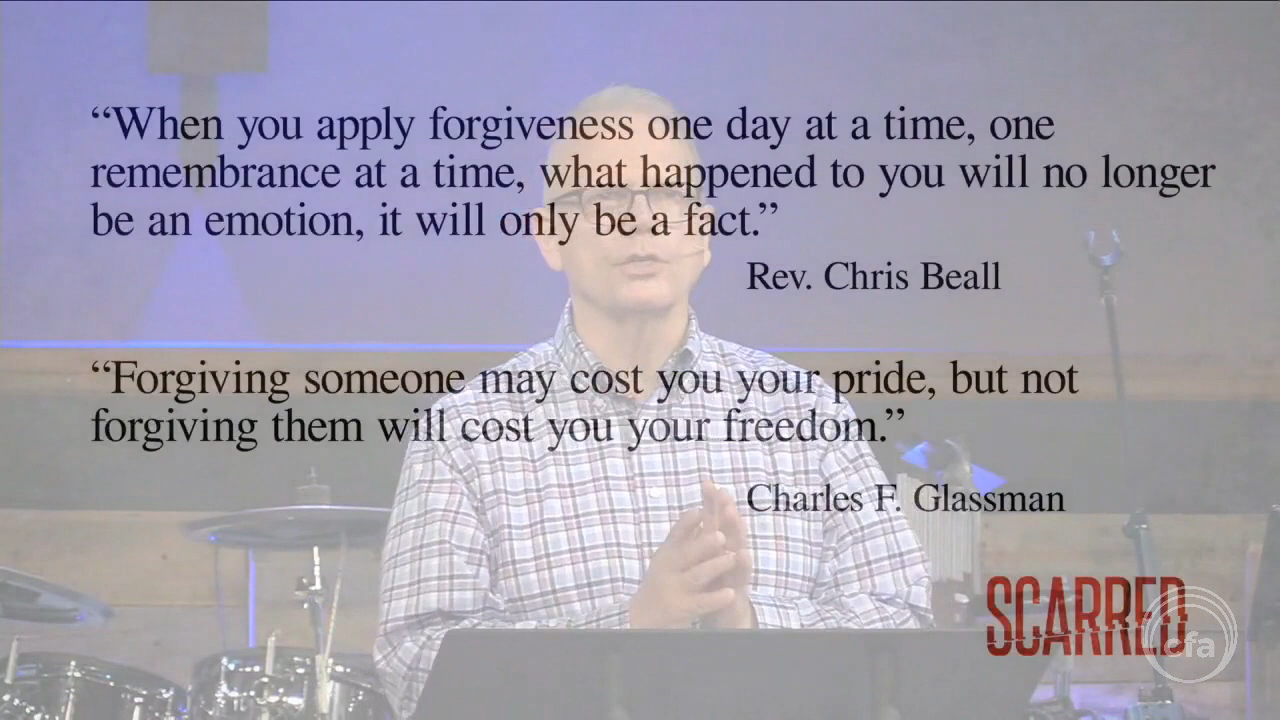 “When you apply forgiveness one day at a time, one
remembrance at a time, what happened to you will no longer
be an emotion, it will only be a fact.”
Rev. Chris Beall
“Forgiving someone may cost you your pride, but not
forgiving them will cost you your freedom.”
Charles F. Glassman
SCARRED
cfa